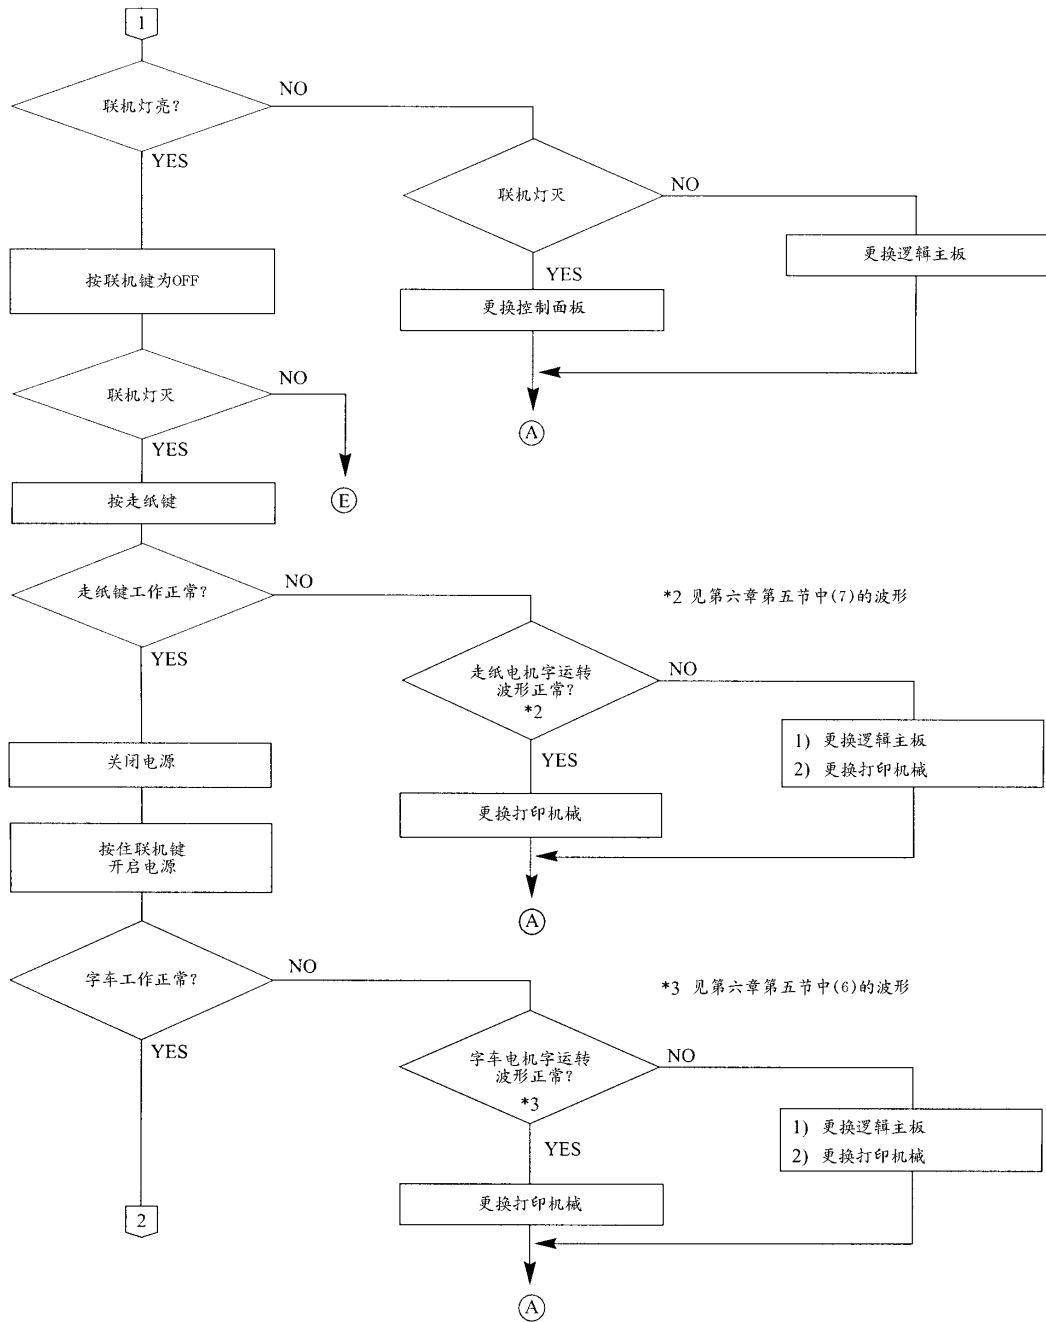 1
联机灯亮?
NO
YES
联机灯灭
NO
YES
更换逻辑主板
按联机键为OFF
更换控制面板
联机灯灭
NO
YES
A
按走纸键
E
走纸键工作正常?
NO
YES
*2 见第六章第五节中(7)的波形
走纸电机字运转
波形正常?
*2
NO
YES
1) 更换逻辑主板
2) 更换打印机械
关闭电源
更换打印机械
按住联机键
开启电源
A
字车工作正常?
NO
YES
*3 见第六章第五节中(6)的波形
字车电机字运转
波形正常?
*3
NO
YES
1) 更换逻辑主板
2) 更换打印机械
更换打印机械
2
A